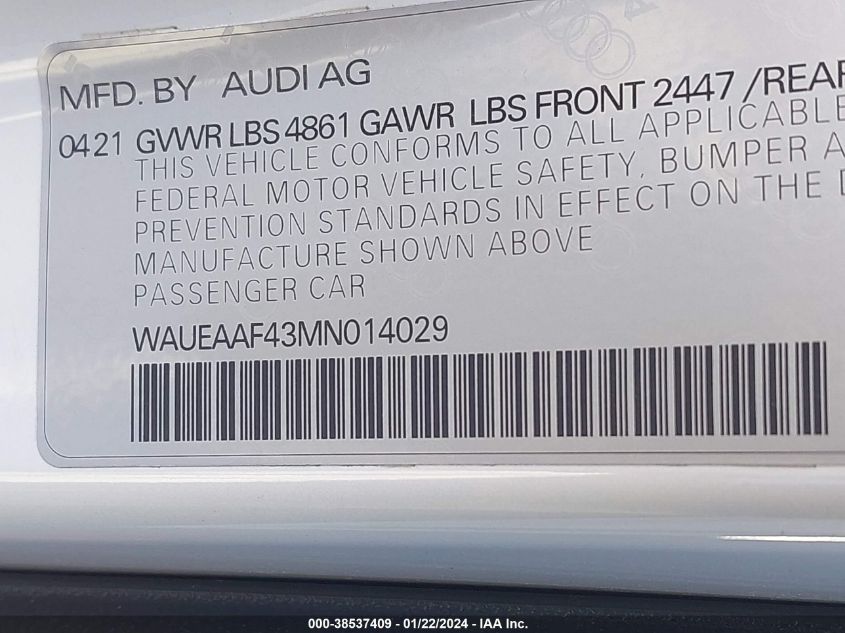 MFD. BY AUDI AG
0421 GVWR LBS 4861 GAWR LBS FRONT 2447 /REAR
THIS VEHICLE CONFORMS TO ALL APPLICABLE
FEDERAL MOTOR VEHICLE SAFETY, BUMPER A
PREVENTION STANDARDS IN EFFECT ON THE D
MANUFACTURE SHOWN ABOVE
PASSENGER CAR
WAUEAAF43MN014029
000-38537409 - 01/22/2024 - IAA Inc.